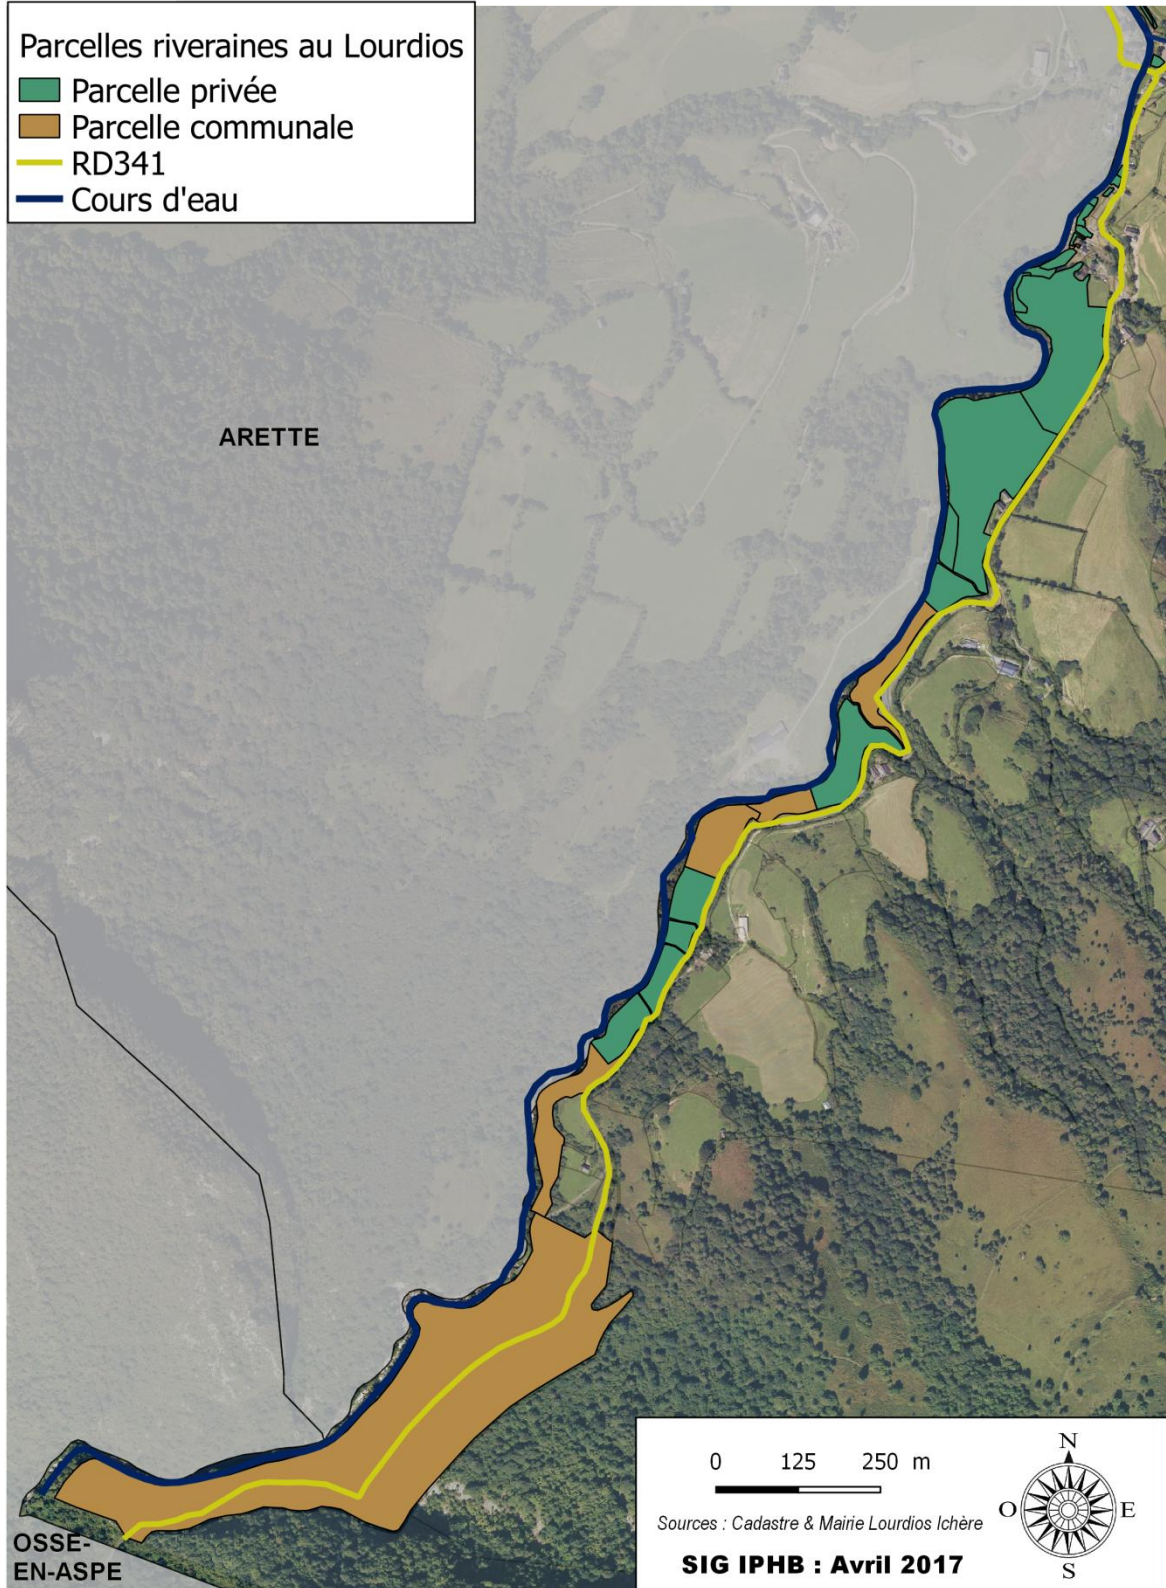 Parcelles riveraines au Lourdios
Parcelle privée
Parcelle communale
RD341
Cours d'eau
ARETTE
OSSE-
EN-ASPE
0 125 250 m
Sources : Cadastre & Mairie Lourdios Ichère
SIG IPHB : Avril 2017
N
O E
S